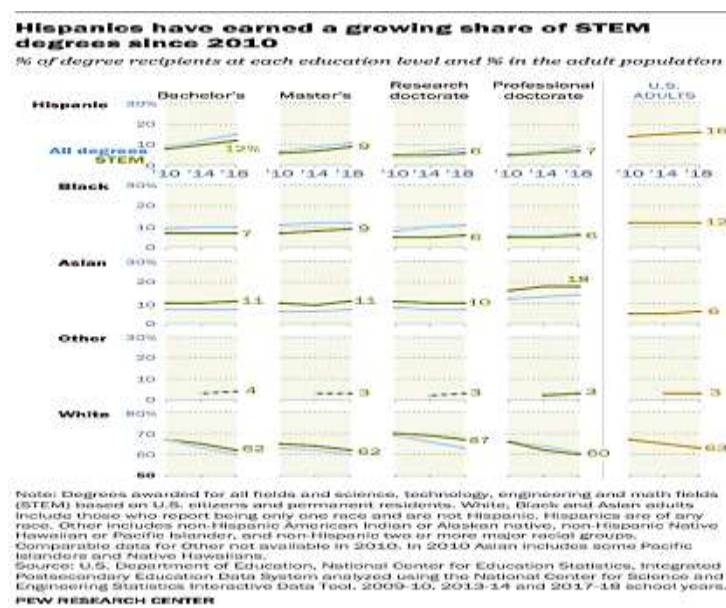 Hispanics have earned a growing share of STEM
degrees since 2010
% of degree recipients at each education level and % in the adult population
Bachelor's Master's Research doctorate Professional doctorate U.S. ADULTS
Hispanic 30%
20
10
All degrees
STEM
0
12% 9 6 7 16
'10 '14 '18 '10 '14 '18 '10 '14 '18 '10 '14 '18 '10 '14 '18
Black 30%
20
10
0
7 9 6 6 12
Asian 30%
20
10
0
11 11 10 18 6
Other 30%
20
10
0
4 3 3 3 3
White 80%
70
60
50
62 62 67 60 63
Note: Degrees awarded for all fields and science, technology, engineering and math fields
(STEM) based on U.S. citizens and permanent residents. White, Black and Asian adults
include those who report being only one race and are not Hispanic. Hispanics are of any
race. Other includes non-Hispanic American Indian or Alaskan native, non-Hispanic Native
Hawaiian or Pacific Islander, and non-Hispanic two or more major racial groups.
Comparable data for Other not available in 2010. In 2010 Asian includes some Pacific
Islanders and Native Hawaiians.
Source: U.S. Department of Education, National Center for Education Statistics, Integrated
Postsecondary Education Data System analyzed using the National Center for Science and
Engineering Statistics Interactive Data Tool, 2009-10, 2013-14 and 2017-18 school years.
PEW RESEARCH CENTER